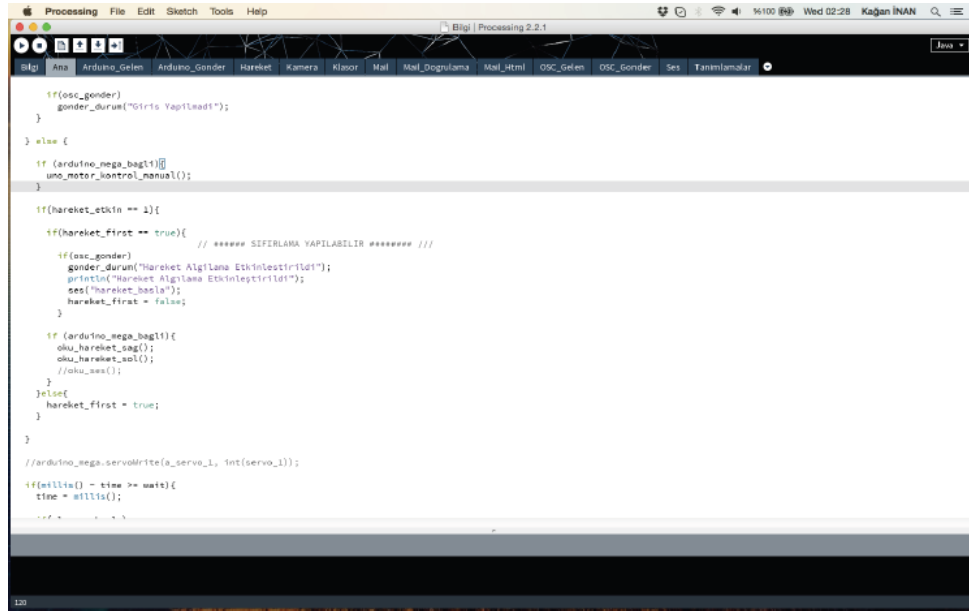 Processing File Edit Sketch Tools Help %100 Wed 02:28 Kağan İNAN
Bilgi | Processing 2.2.1
Java
Bilgi Ana Arduino_Gelen Arduino_Gonder Hareket Kamera Klasor Mail Mail_Dogrulama Mail_Html OSC_Gelen OSC_Gonder Ses Tanimlamalar
if(osc_gonder)
gonder_durum("Giris Yapilmadi");
}
} else {
if (arduino_mega_bagli){
uno_motor_kontrol_manual();
}
if(hareket_etkin == 1){
if(hareket_first == true){
// ###### SIFIRLAMA YAPILABILIR ######## ///
if(osc_gonder)
gonder_durum("Hareket Algilama Etkinlestirildi");
println("Hareket Algılama Etkinleştirildi");
ses("hareket_basla");
hareket_first = false;
}
if (arduino_mega_bagli){
oku_hareket_sag();
oku_hareket_sol();
//oku_ses();
}
}else{
hareket_first = true;
}
}
//arduino_mega.servoWrite(a_servo_1, int(servo_1));
if(millis() - time >= wait){
time = millis();
120